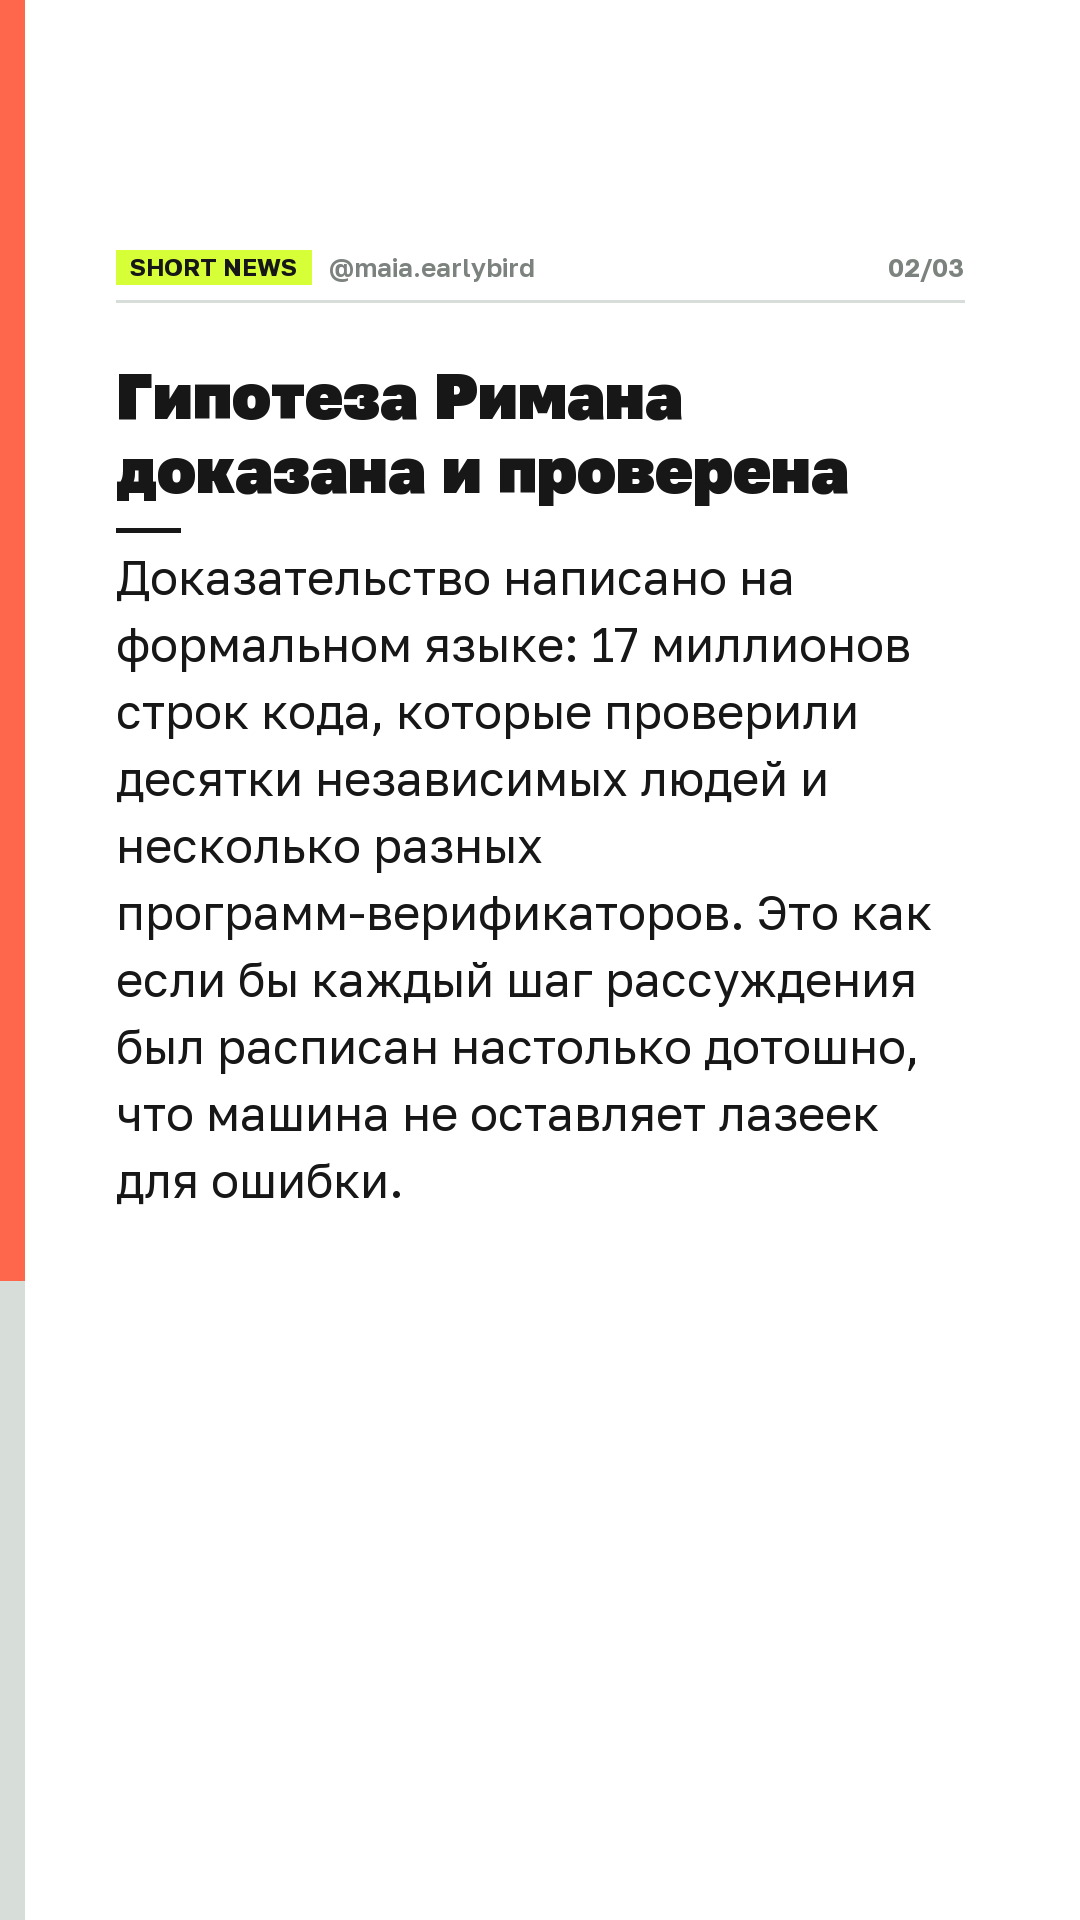 SHORT NEWS @maia.earlybird 02/03
Гипотеза Римана
доказана и проверена
Доказательство написано на
формальном языке: 17 миллионов
строк кода, которые проверили
десятки независимых людей и
несколько разных
программ-верификаторов. Это как
если бы каждый шаг рассуждения
был расписан настолько дотошно,
что машина не оставляет лазеек
для ошибки.